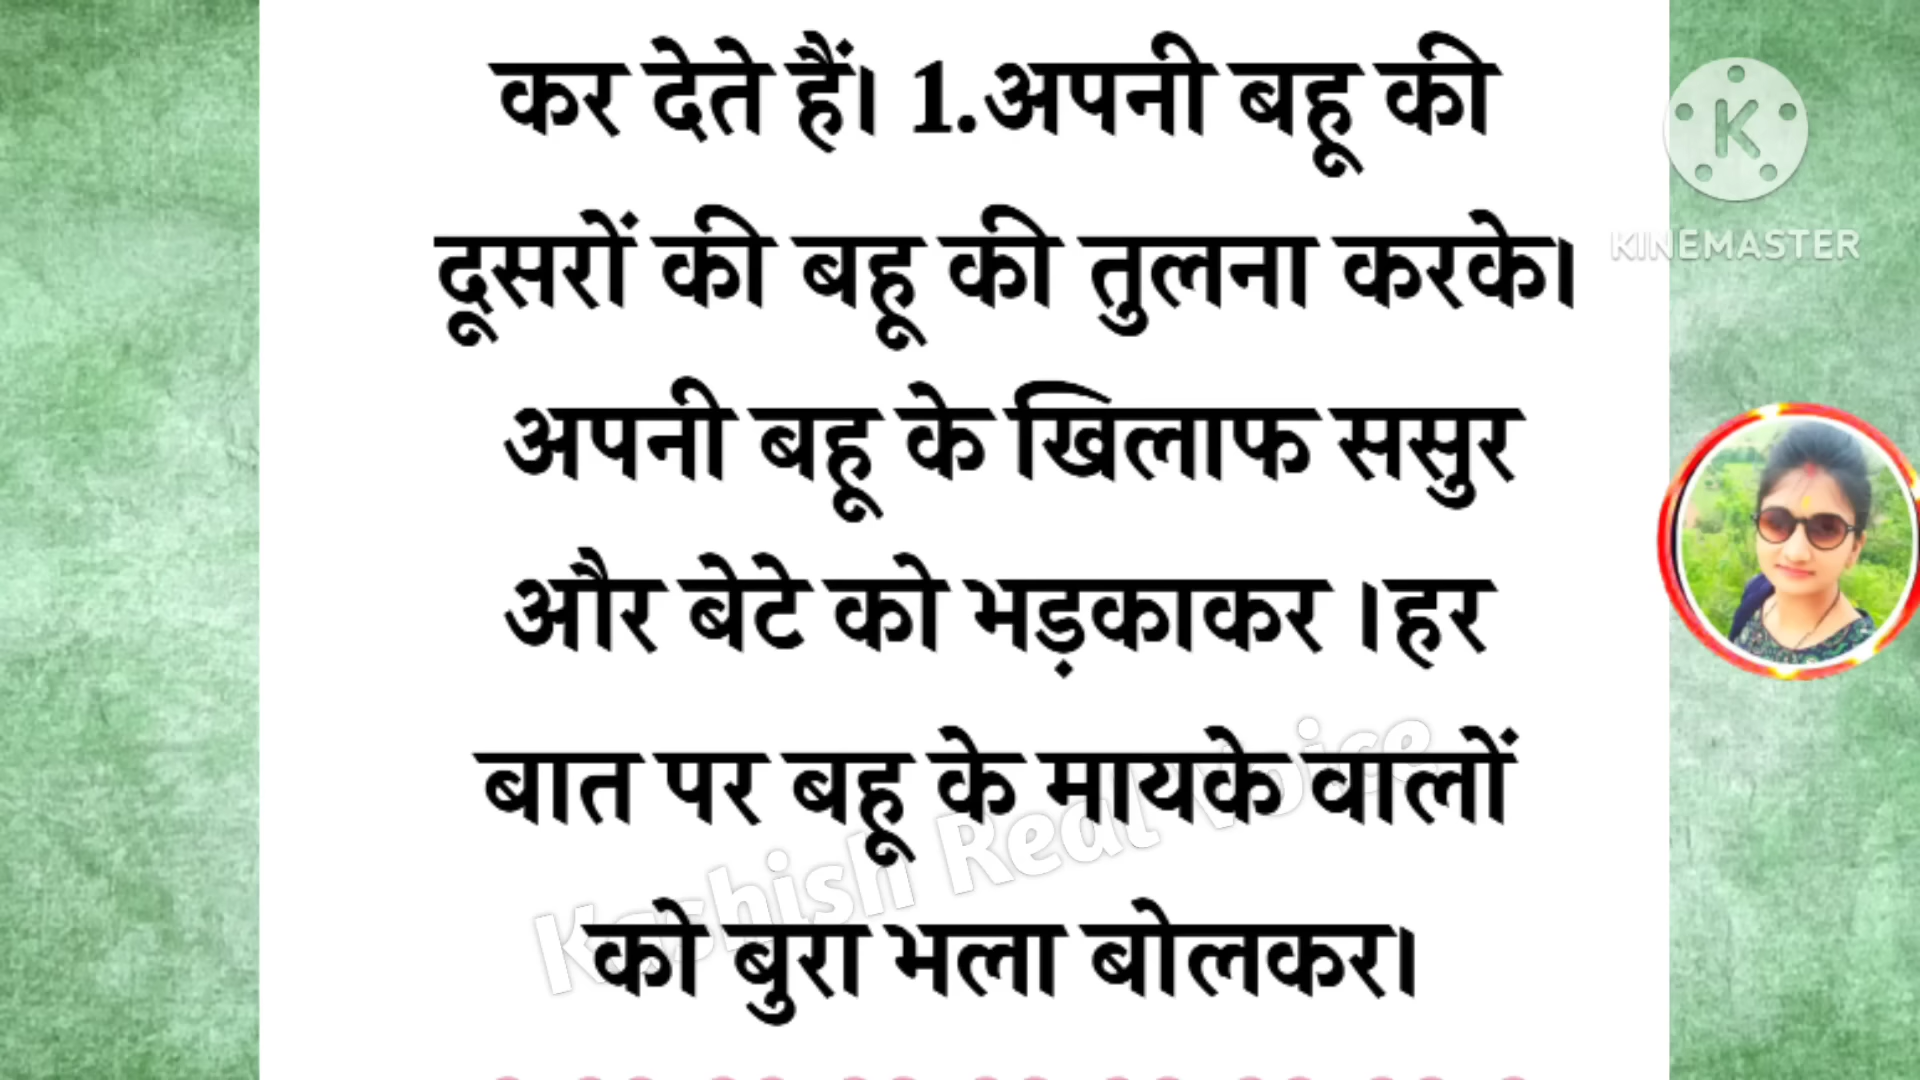 कर देते हैं। 1.अपनी बहू की
दूसरों की बहू की तुलना करके।
अपनी बहू के खिलाफ ससुर
और बेटे को भड़काकर ।हर
बात पर बहू के मायके वालों
को बुरा भला बोलकर।
Kashish Real Voice
K
KINEMASTER